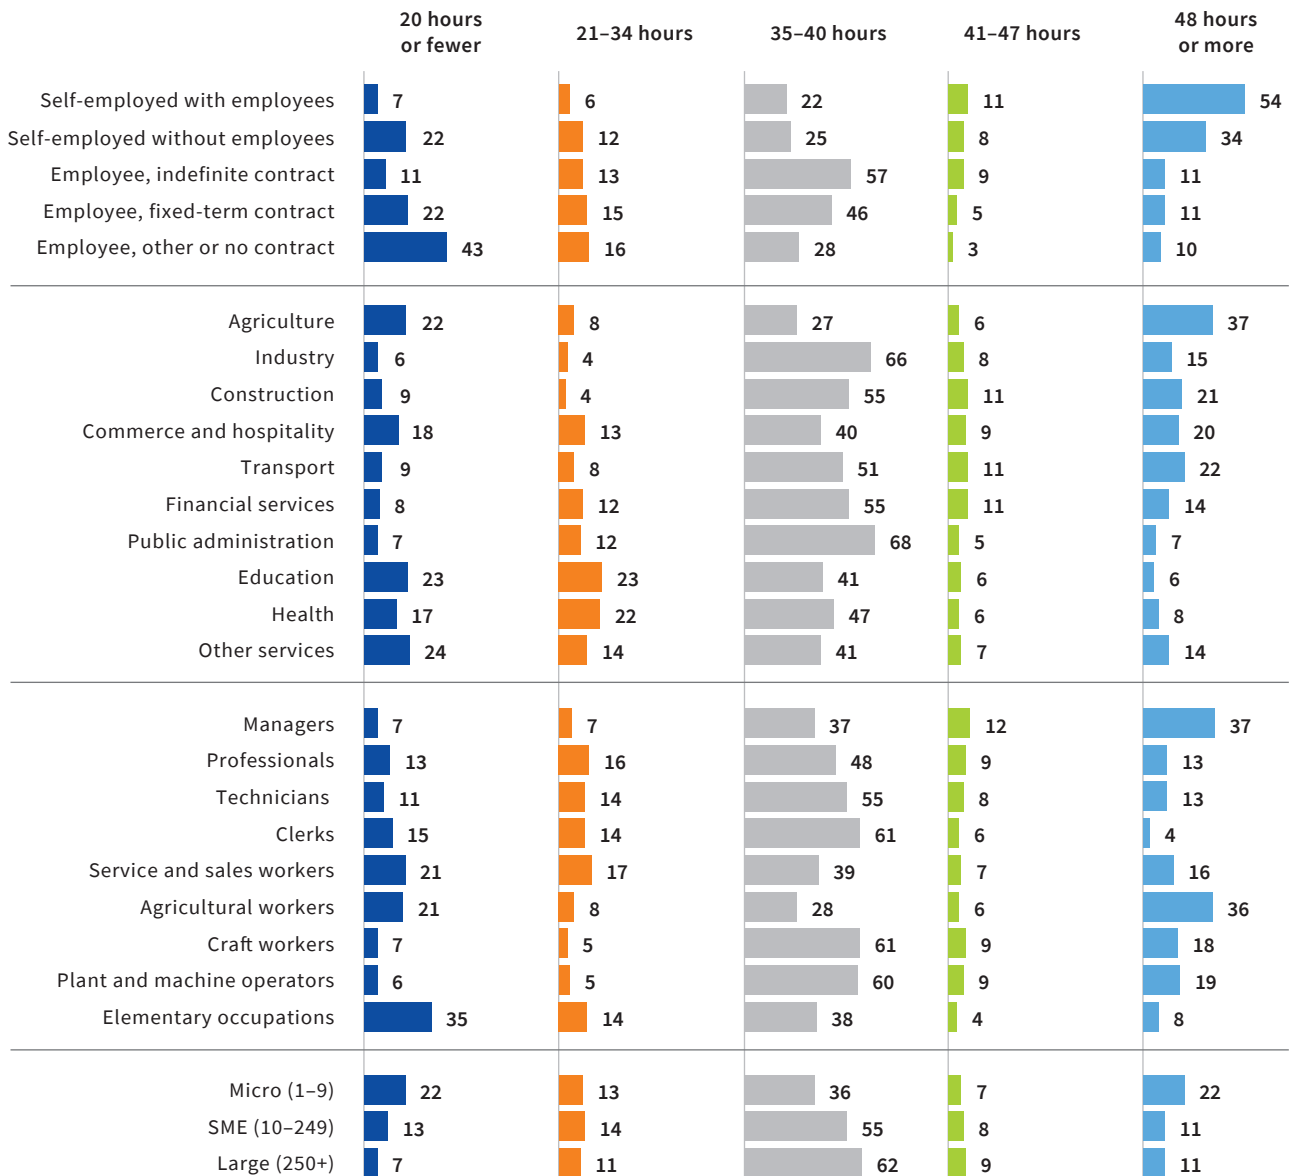 20 hours or fewer 21–34 hours 35–40 hours 41–47 hours 48 hours or more
Self-employed with employees 7 6 22 11 54
Self-employed without employees 22 12 25 8 34
Employee, indefinite contract 11 13 57 9 11
Employee, fixed-term contract 22 15 46 5 11
Employee, other or no contract 43 16 28 3 10
Agriculture 22 8 27 6 37
Industry 6 4 66 8 15
Construction 9 4 55 11 21
Commerce and hospitality 18 13 40 9 20
Transport 9 8 51 11 22
Financial services 8 12 55 11 14
Public administration 7 12 68 5 7
Education 23 23 41 6 6
Health 17 22 47 6 8
Other services 24 14 41 7 14
Managers 7 7 37 12 37
Professionals 13 16 48 9 13
Technicians 11 14 55 8 13
Clerks 15 14 61 6 4
Service and sales workers 21 17 39 7 16
Agricultural workers 21 8 28 6 36
Craft workers 7 5 61 9 18
Plant and machine operators 6 5 60 9 19
Elementary occupations 35 14 38 4 8
Micro (1–9) 22 13 36 7 22
SME (10–249) 13 14 55 8 11
Large (250+) 7 11 62 9 11